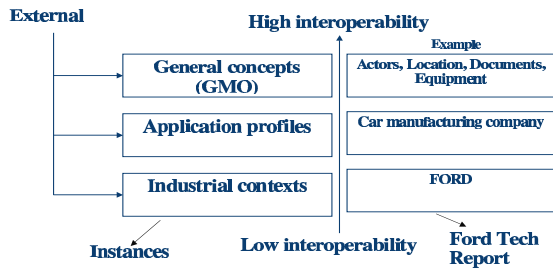 External
High interoperability
Example
General concepts
(GMO)
Actors, Location, Documents,
Equipment
Application profiles
Car manufacturing company
Industrial contexts
FORD
Instances
Low interoperability
Ford Tech
Report